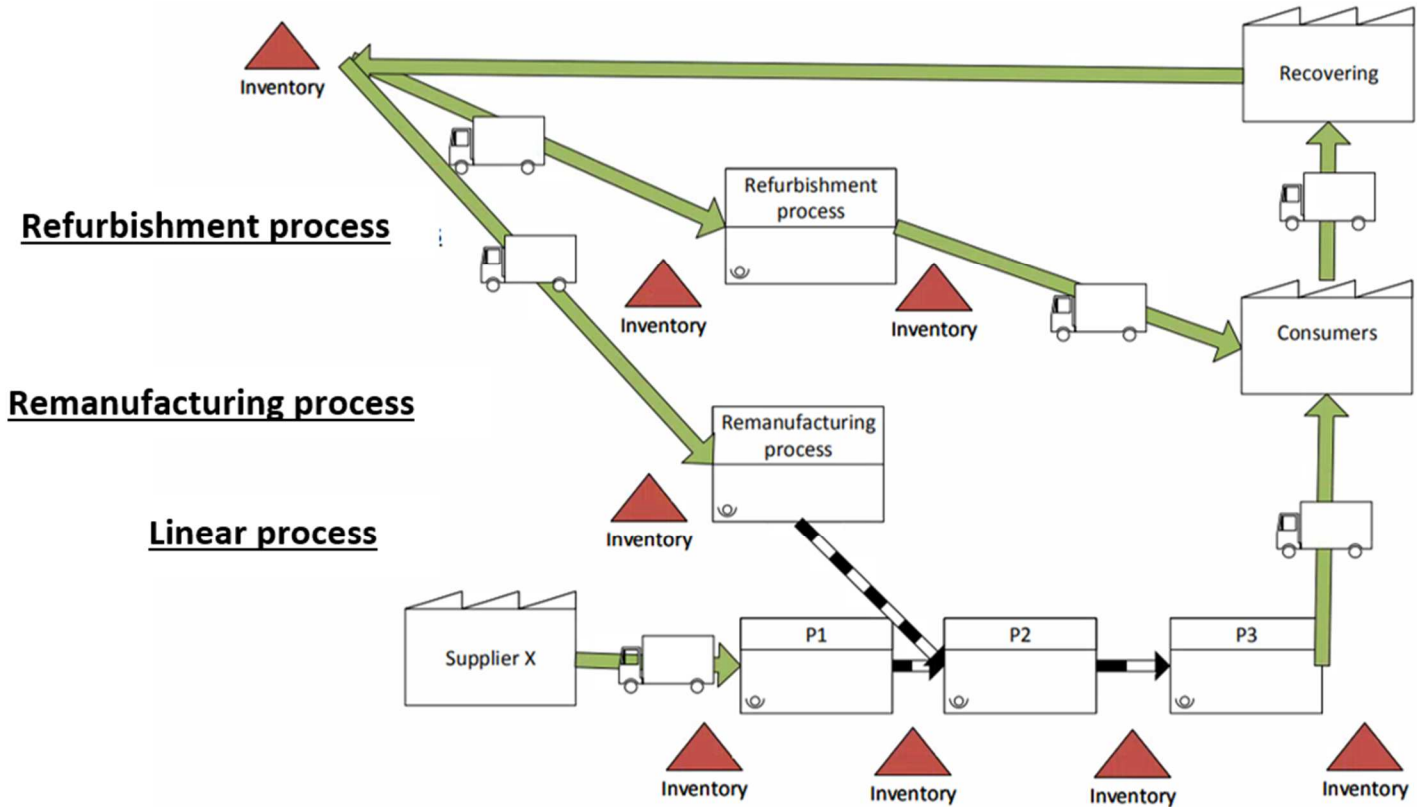 Recovering
Inventory
Refurbishment
process
Refurbishment process
Inventory
Inventory
Consumers
Remanufacturing process
Remanufacturing
process
Inventory
Linear process
Supplier X
P1
P2
P3
Inventory
Inventory
Inventory
Inventory